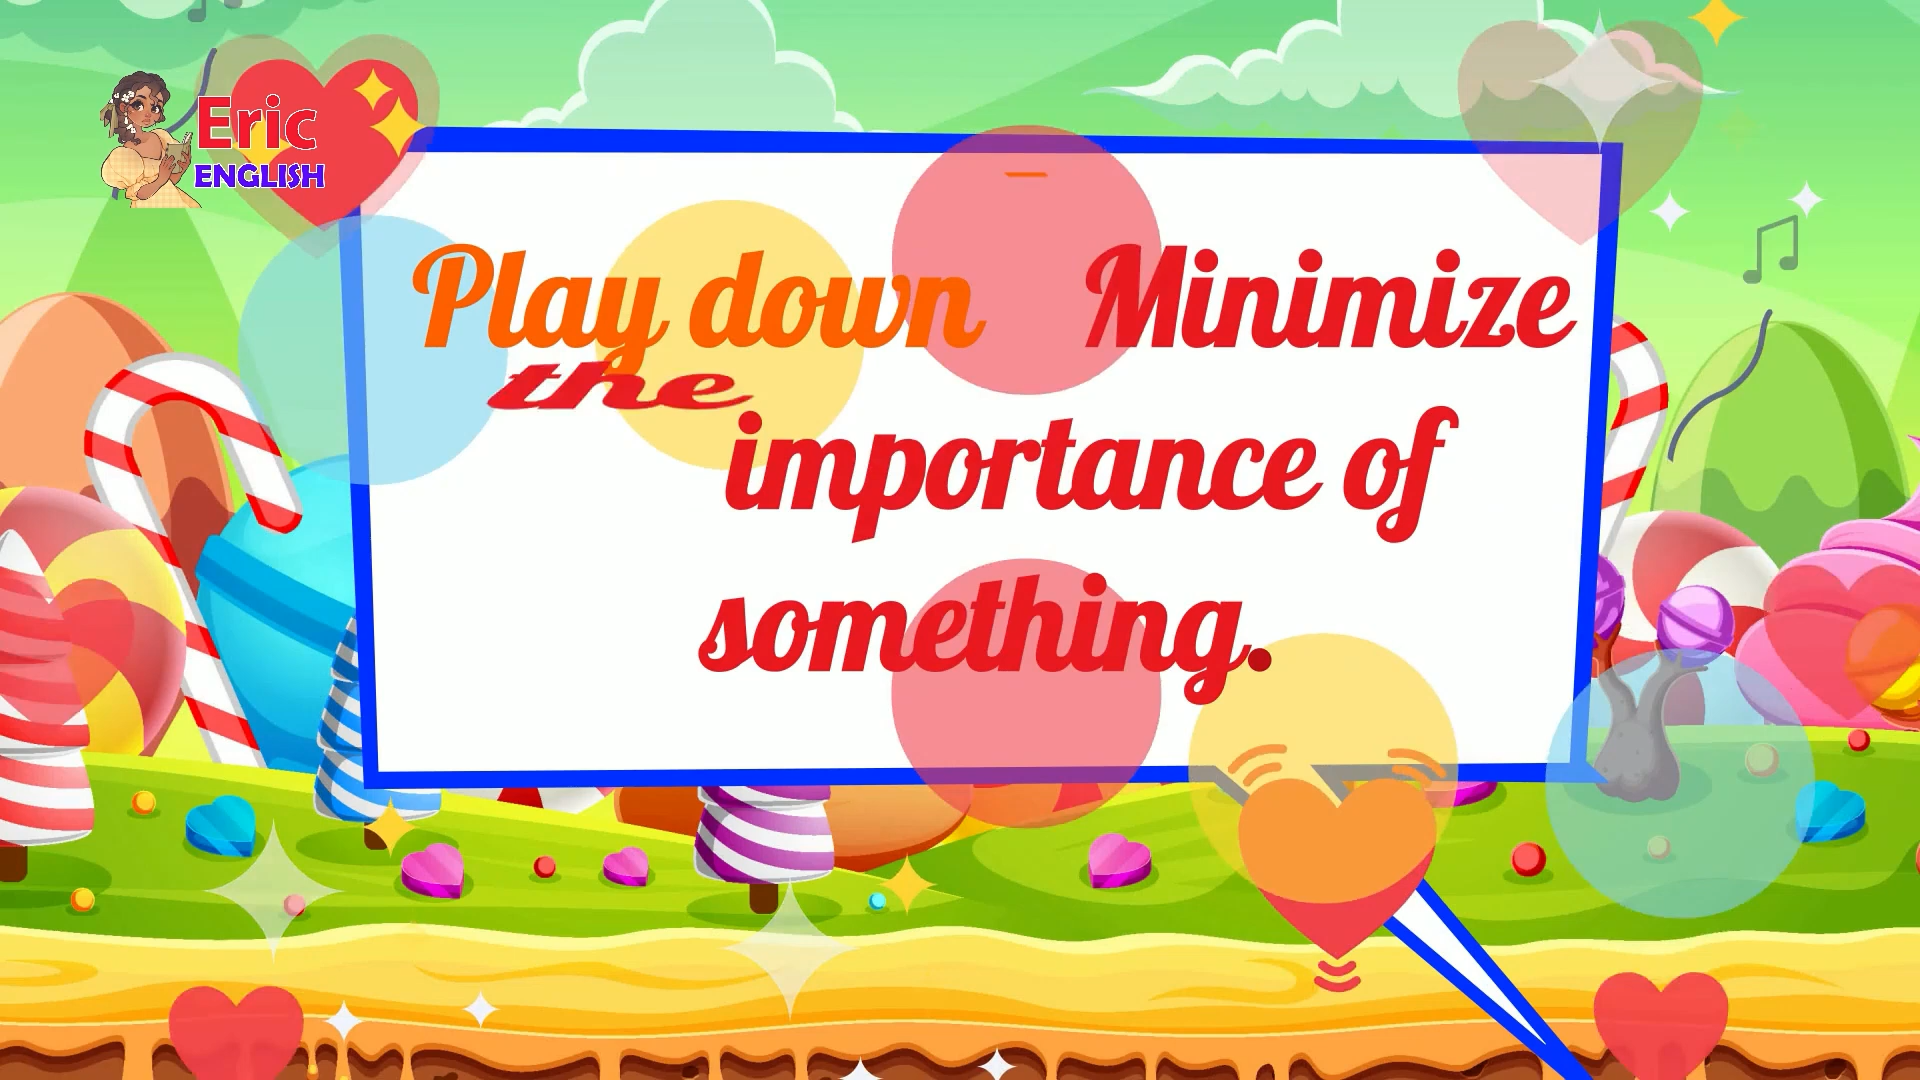 Eric
ENGLISH
Play down Minimize
the
importance of
something.